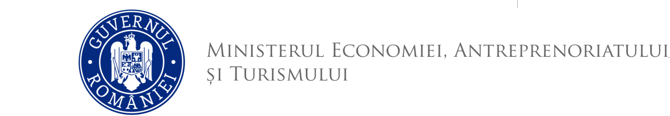 GUVERNUL
ROMÂNIEI
Ministerul Economiei, Antreprenoriatului
și Turismului